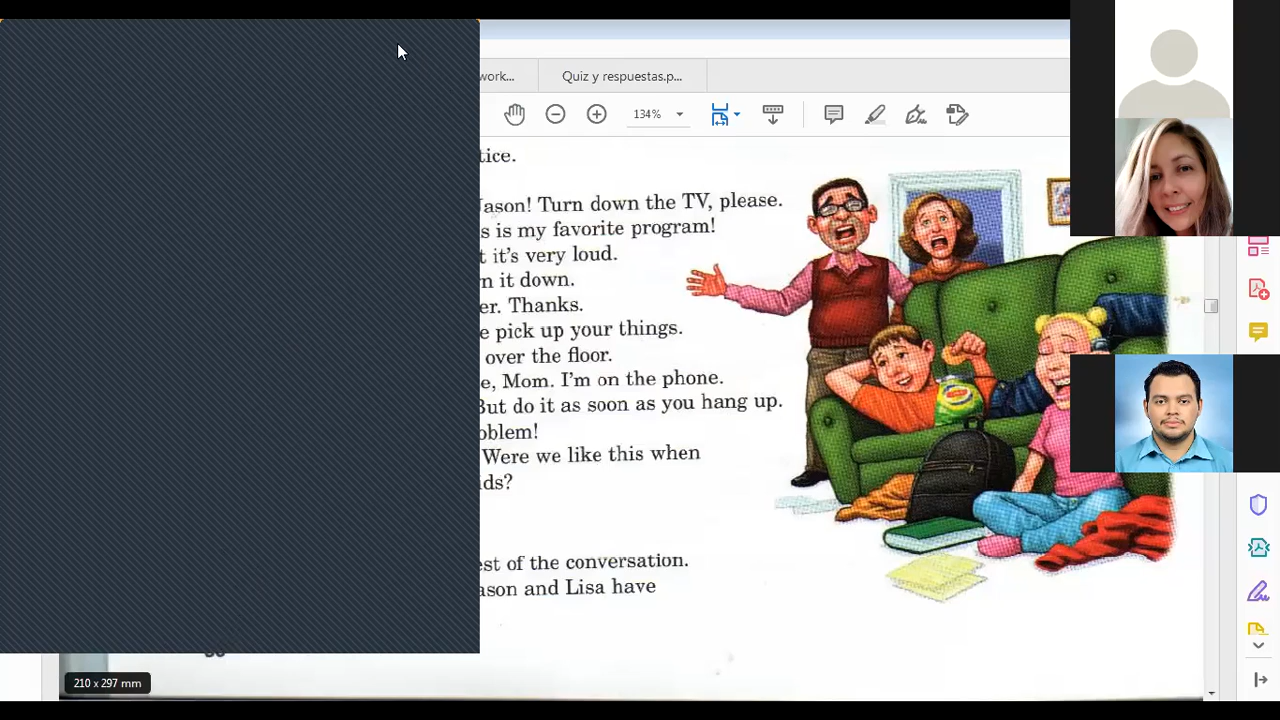 work...
Quiz y respuestas.p...
134%
tice.
Jason! Turn down the TV, please.
s is my favorite program!
t it's very loud.
n it down.
er. Thanks.
e pick up your things.
over the floor.
e, Mom. I'm on the phone.
But do it as soon as you hang up.
oblem!
Were we like this when
ids?
est of the conversation.
ason and Lisa have
210 x 297 mm